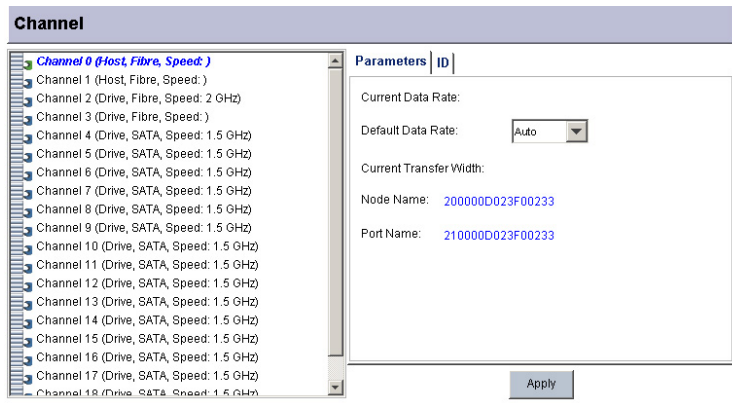 Channel
Channel 0 (Host, Fibre, Speed: )
Channel 1 (Host, Fibre, Speed: )
Channel 2 (Drive, Fibre, Speed: 2 GHz)
Channel 3 (Drive, Fibre, Speed: )
Channel 4 (Drive, SATA, Speed: 1.5 GHz)
Channel 5 (Drive, SATA, Speed: 1.5 GHz)
Channel 6 (Drive, SATA, Speed: 1.5 GHz)
Channel 7 (Drive, SATA, Speed: 1.5 GHz)
Channel 8 (Drive, SATA, Speed: 1.5 GHz)
Channel 9 (Drive, SATA, Speed: 1.5 GHz)
Channel 10 (Drive, SATA, Speed: 1.5 GHz)
Channel 11 (Drive, SATA, Speed: 1.5 GHz)
Channel 12 (Drive, SATA, Speed: 1.5 GHz)
Channel 13 (Drive, SATA, Speed: 1.5 GHz)
Channel 14 (Drive, SATA, Speed: 1.5 GHz)
Channel 15 (Drive, SATA, Speed: 1.5 GHz)
Channel 16 (Drive, SATA, Speed: 1.5 GHz)
Channel 17 (Drive, SATA, Speed: 1.5 GHz)
Channel 18 (Drive, SATA, Speed: 1.5 GHz)
Parameters ID
Current Data Rate:
Default Data Rate: Auto
Current Transfer Width:
Node Name: 200000D023F00233
Port Name: 210000D023F00233
Apply